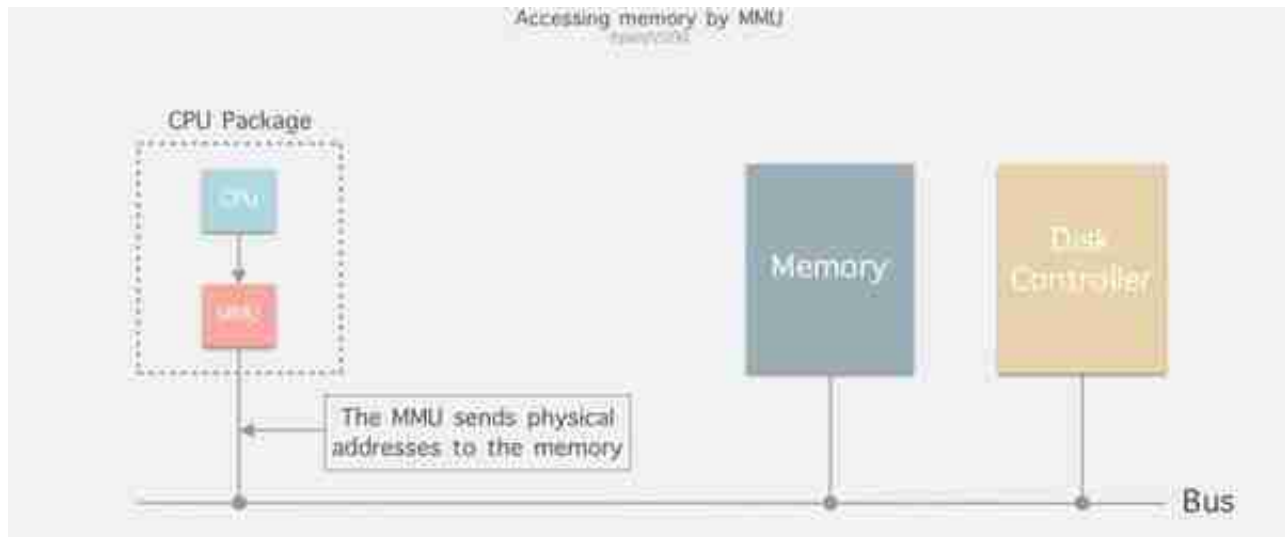 Accessing memory by MMU
CPU Package
CPU
MMU
The MMU sends physical
addresses to the memory
Memory
Disk
Controller
Bus